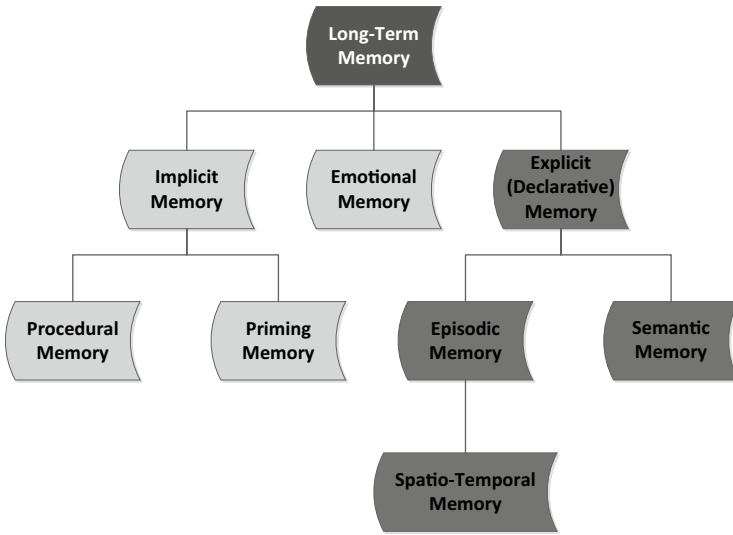 Long-Term
Memory
Implicit
Memory
Emotional
Memory
Explicit
(Declarative)
Memory
Procedural
Memory
Priming
Memory
Episodic
Memory
Semantic
Memory
Spatio-Temporal
Memory